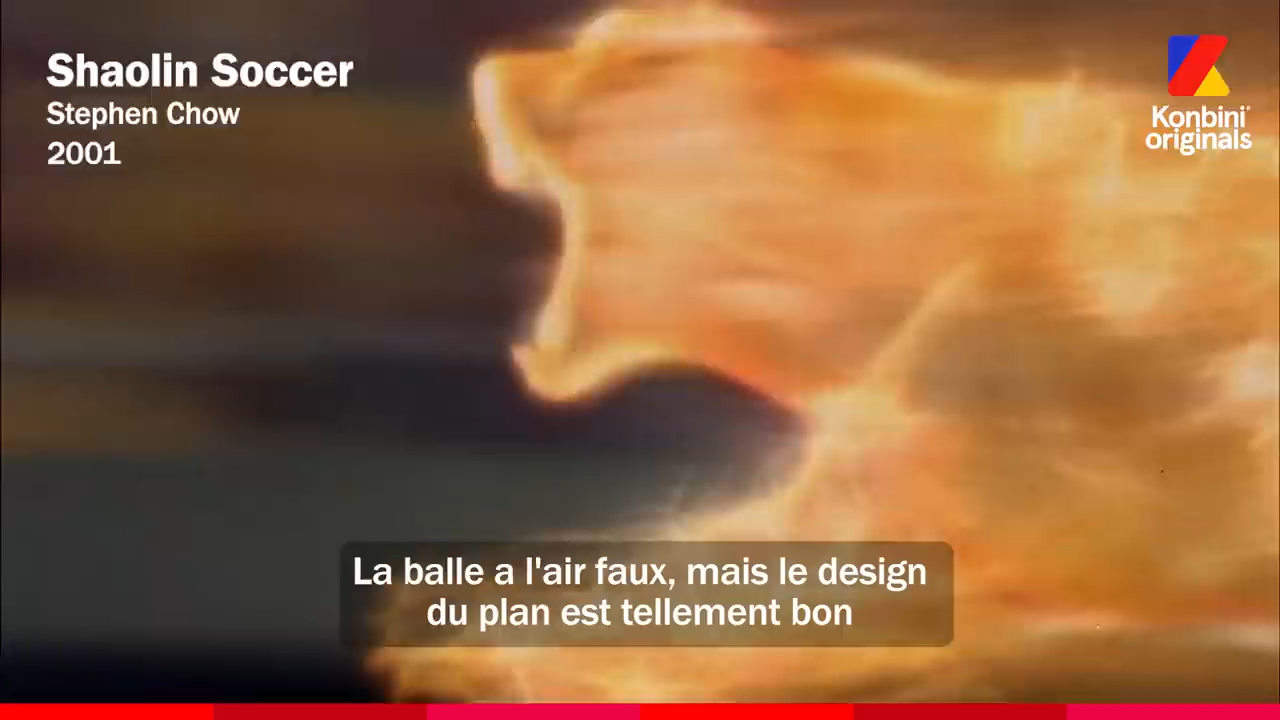 Shaolin Soccer
Stephen Chow
2001
Konbini
originals
La balle a l'air faux, mais le design
du plan est tellement bon